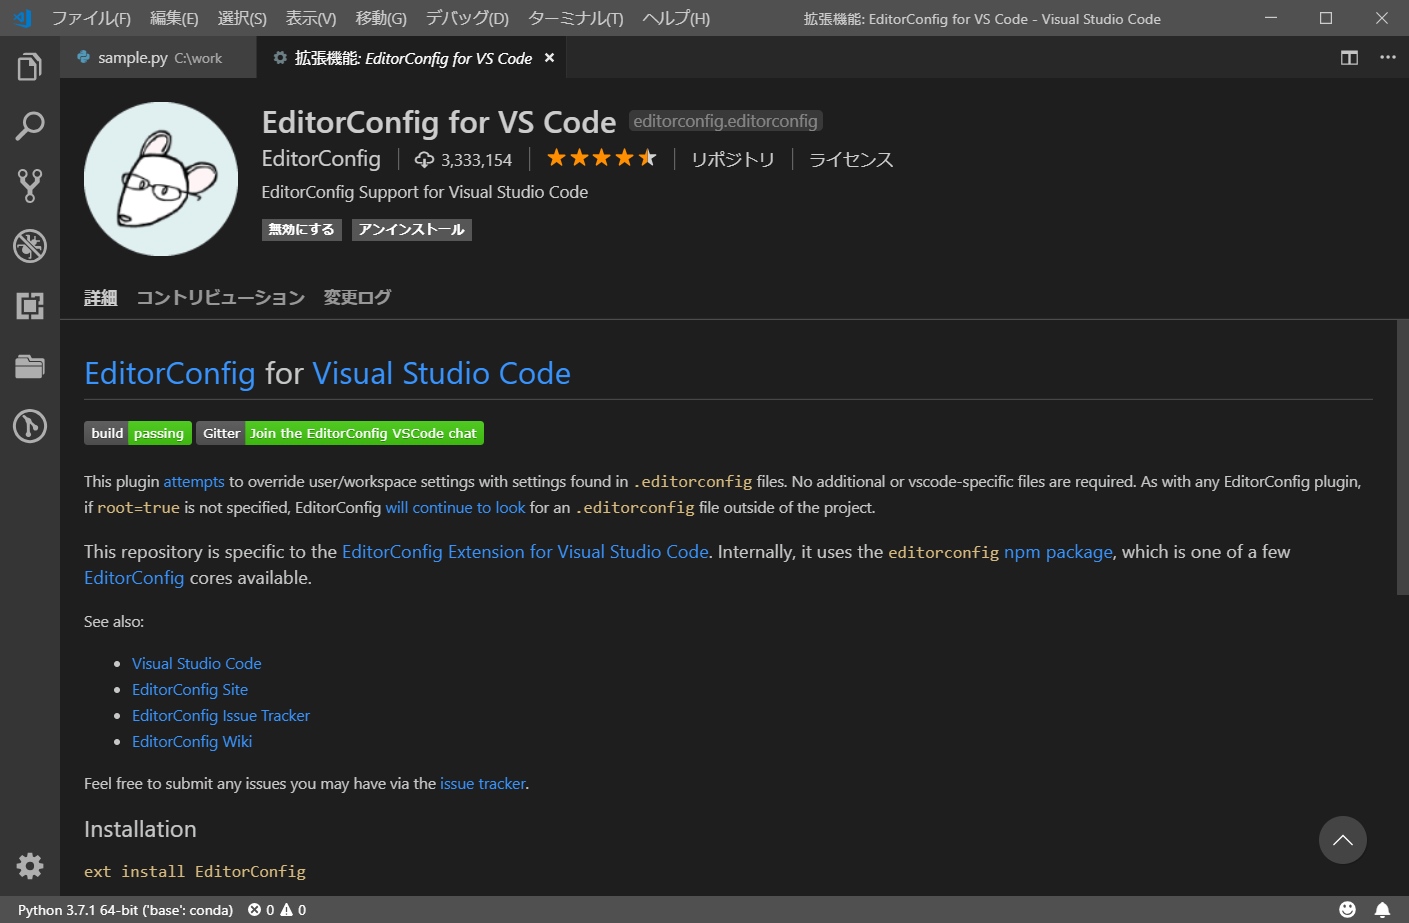 ファイル(F) 編集(E) 選択(S) 表示(V) 移動(G) デバッグ(D) ターミナル(T) ヘルプ(H) 拡張機能: EditorConfig for VS Code - Visual Studio Code
sample.py C:\work 拡張機能: EditorConfig for VS Code
EditorConfig for VS Code editorconfig.editorconfig
EditorConfig 3,333,154 リポジトリ ライセンス
EditorConfig Support for Visual Studio Code
無効にする アンインストール
詳細 コントリビューション 変更ログ
EditorConfig for Visual Studio Code
build passing Gitter Join the EditorConfig VSCode chat
This plugin attempts to override user/workspace settings with settings found in .editorconfig files. No additional or vscode-specific files are required. As with any EditorConfig plugin,
if root=true is not specified, EditorConfig will continue to look for an .editorconfig file outside of the project.
This repository is specific to the EditorConfig Extension for Visual Studio Code. Internally, it uses the editorconfig npm package, which is one of a few
EditorConfig cores available.
See also:
Visual Studio Code
EditorConfig Site
EditorConfig Issue Tracker
EditorConfig Wiki
Feel free to submit any issues you may have via the issue tracker.
Installation
ext install EditorConfig
Python 3.7.1 64-bit ('base': conda) 0 0